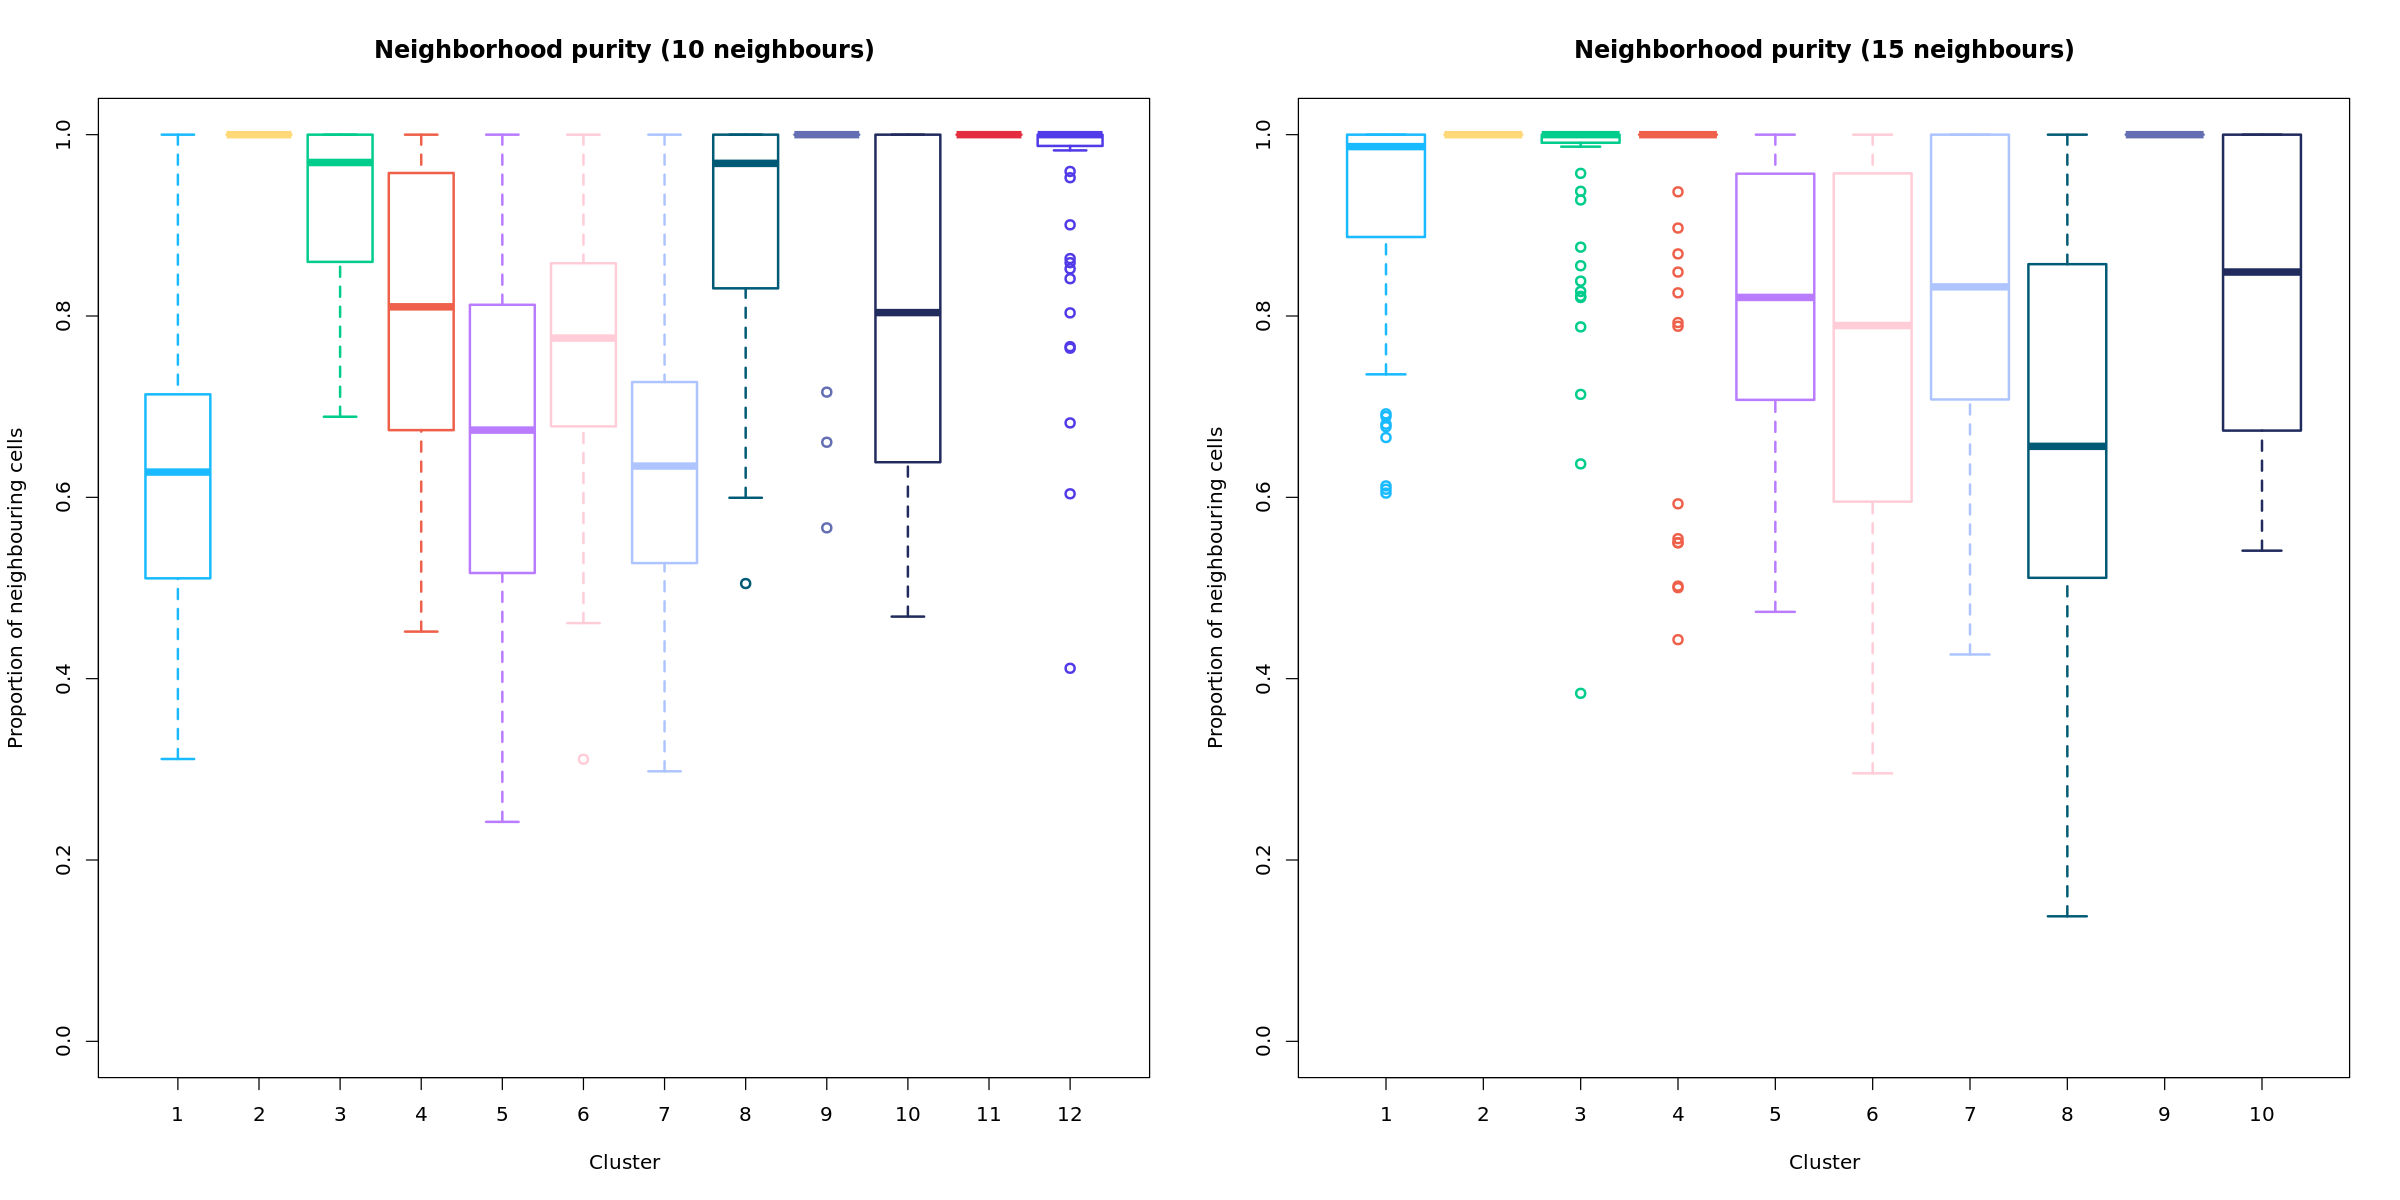 Neighborhood purity (10 neighbours)
Proportion of neighbouring cells
1.0
0.8
0.6
0.4
0.2
0.0
1 2 3 4 5 6 7 8 9 10 11 12
Cluster
Neighborhood purity (15 neighbours)
Proportion of neighbouring cells
1.0
0.8
0.6
0.4
0.2
0.0
1 2 3 4 5 6 7 8 9 10
Cluster